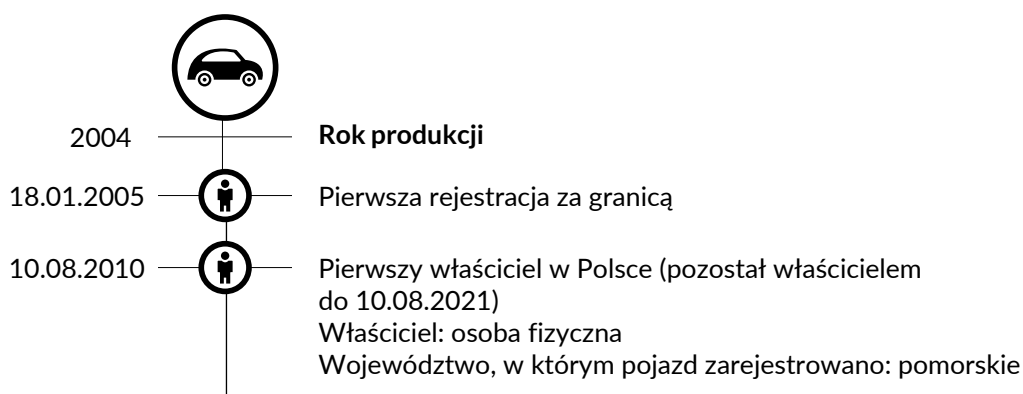 2004 Rok produkcji
18.01.2005 Pierwsza rejestracja za granicą
10.08.2010 Pierwszy właściciel w Polsce (pozostał właścicielem
do 10.08.2021)
Właściciel: osoba fizyczna
Województwo, w którym pojazd zarejestrowano: pomorskie